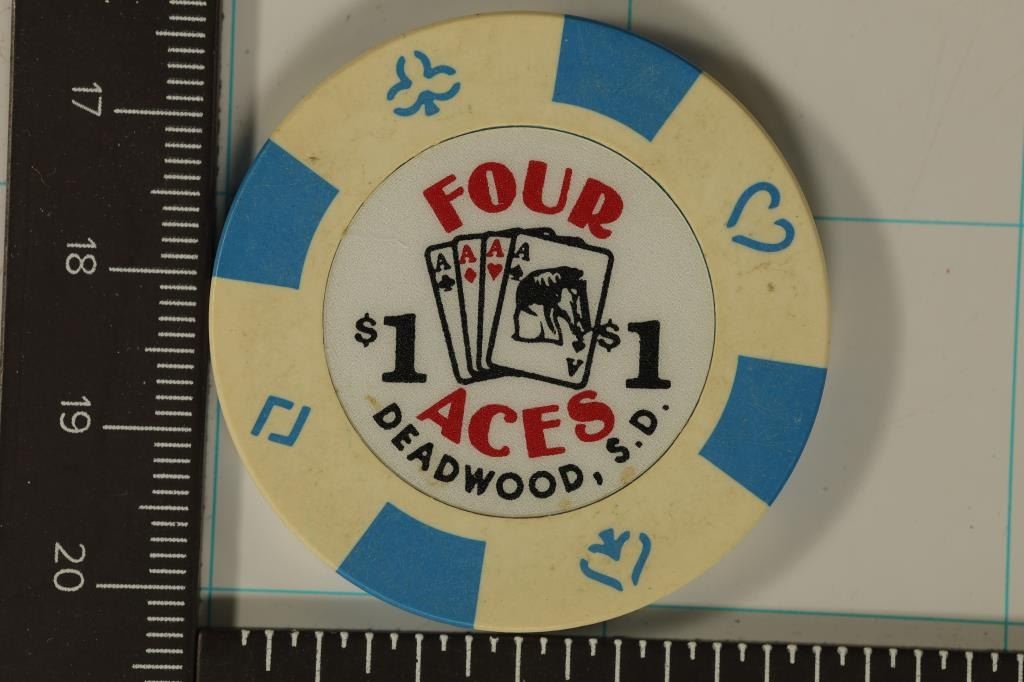 FOUR
A A A A
$1 $1
A
ACES
DEADWOOD, S.D.
17
18
19
20